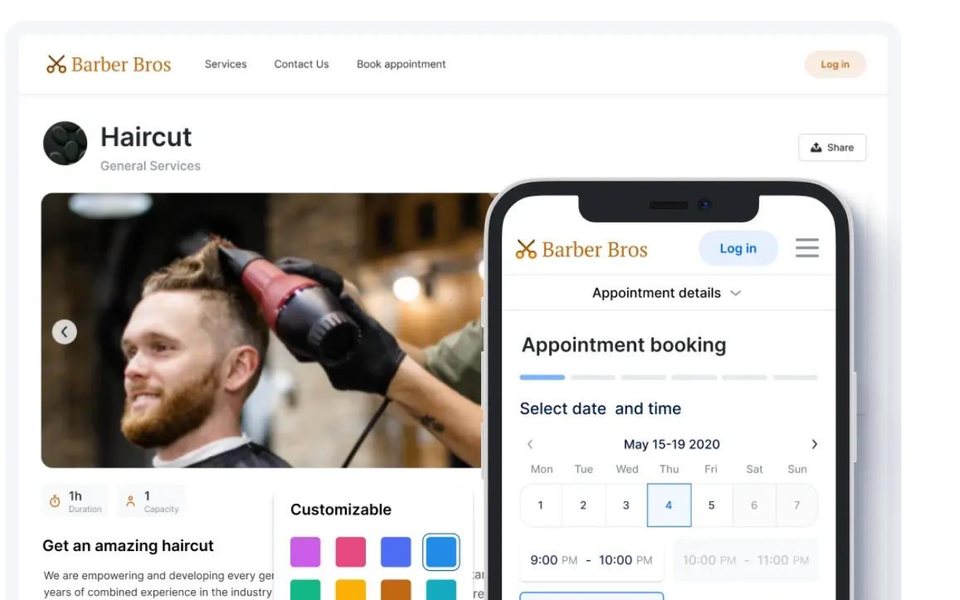 Barber Bros
Services
Contact Us
Book appointment
Log in
Haircut
General Services
Share
1h
Duration
1
Capacity
Get an amazing haircut
We are empowering and developing every
years of combined experience in the industry
Customizable
Barber Bros
Log in
Appointment details
Appointment booking
Select date and time
May 15-19 2020
Mon Tue Wed Thu Fri Sat Sun
1 2 3 4 5 6 7
9:00 PM - 10:00 PM
10:00 PM - 11:00 PM